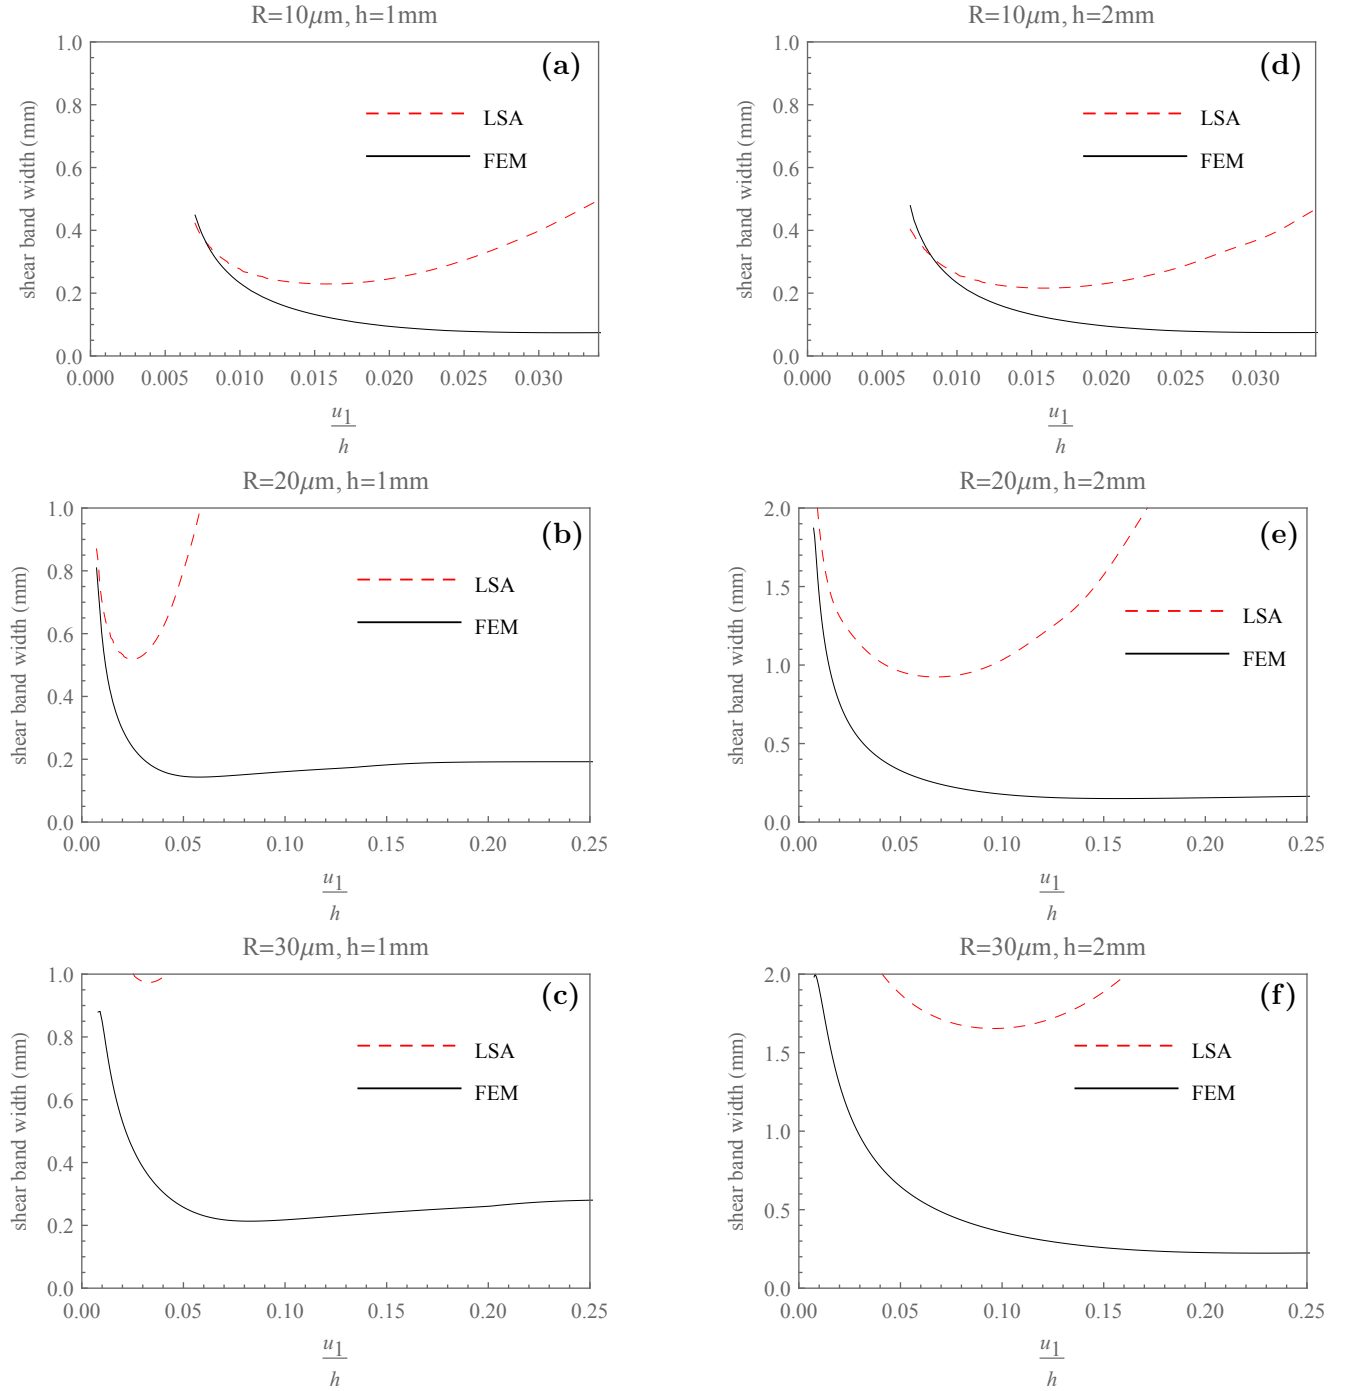 R=10μm, h=1mm
(a)
shear band width (mm)
1.0
0.8
0.6
0.4
0.2
0.0
LSA
FEM
0.000 0.005 0.010 0.015 0.020 0.025 0.030
u1
h
R=10μm, h=2mm
(d)
shear band width (mm)
1.0
0.8
0.6
0.4
0.2
0.0
LSA
FEM
0.000 0.005 0.010 0.015 0.020 0.025 0.030
u1
h
R=20μm, h=1mm
(b)
shear band width (mm)
1.0
0.8
0.6
0.4
0.2
0.0
LSA
FEM
0.00 0.05 0.10 0.15 0.20 0.25
u1
h
R=20μm, h=2mm
(e)
shear band width (mm)
2.0
1.5
1.0
0.5
0.0
LSA
FEM
0.00 0.05 0.10 0.15 0.20 0.25
u1
h
R=30μm, h=1mm
(c)
shear band width (mm)
1.0
0.8
0.6
0.4
0.2
0.0
LSA
FEM
0.00 0.05 0.10 0.15 0.20 0.25
u1
h
R=30μm, h=2mm
(f)
shear band width (mm)
2.0
1.5
1.0
0.5
0.0
LSA
FEM
0.00 0.05 0.10 0.15 0.20 0.25
u1
h